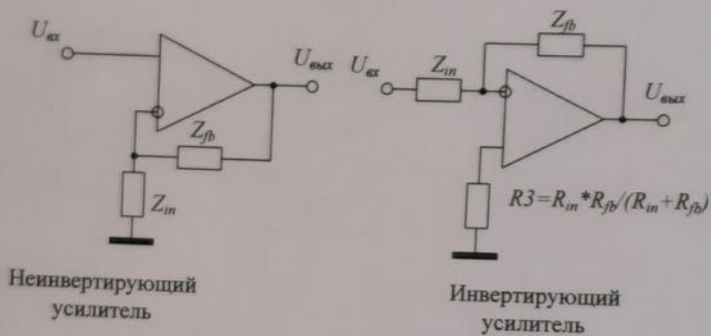 Uвх
Uвых
Zfb
Zin
Неинвертирующий
усилитель
Uвх
Zin
Zfb
Uвых
R3=Rin*Rfb/(Rin+Rfb)
Инвертирующий
усилитель